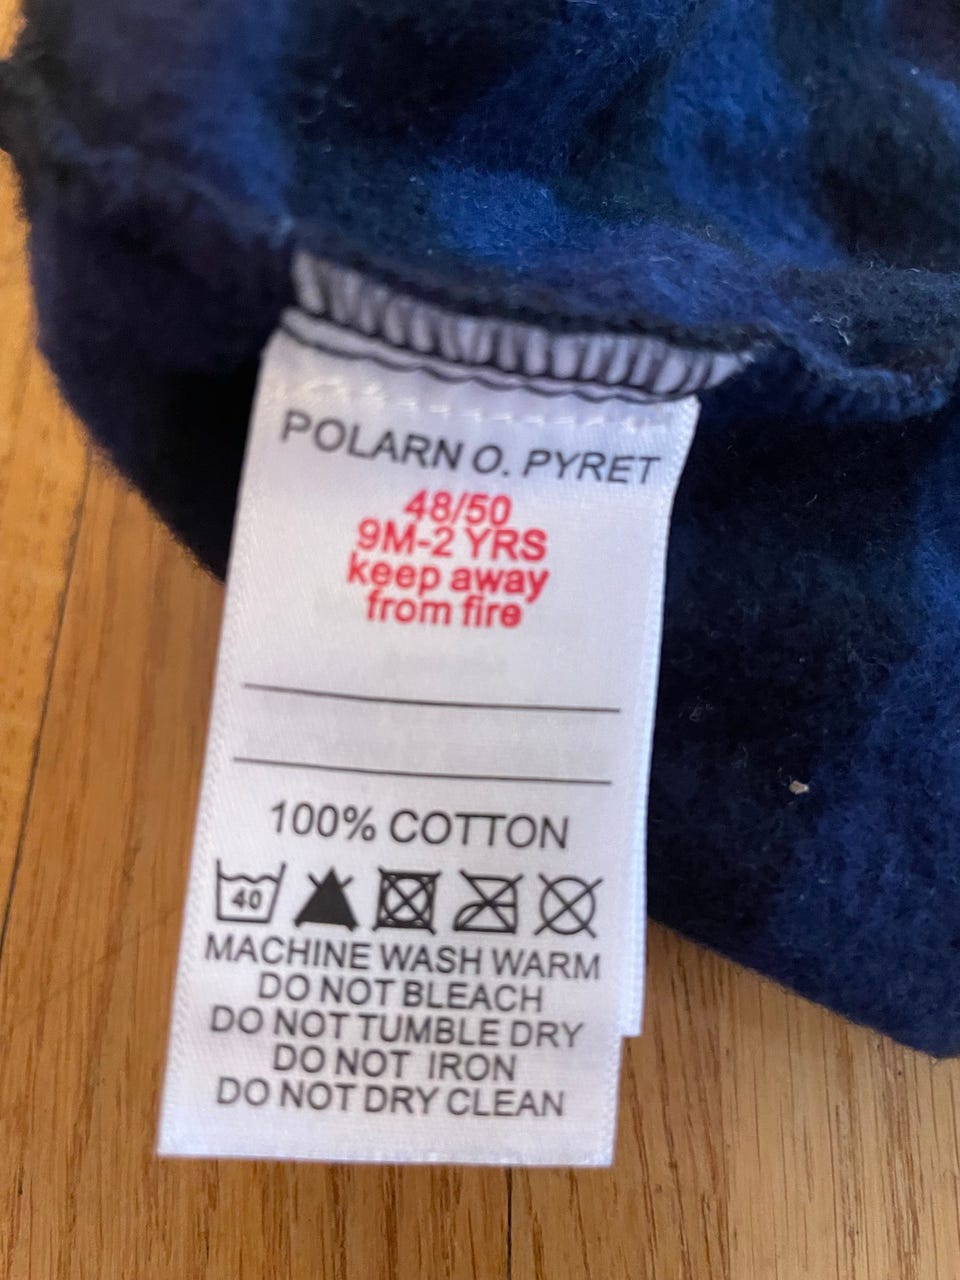 POLARN O. PYRET
48/50
9M-2 YRS
keep away
from fire
100% COTTON
40
MACHINE WASH WARM
DO NOT BLEACH
DO NOT TUMBLE DRY
DO NOT IRON
DO NOT DRY CLEAN